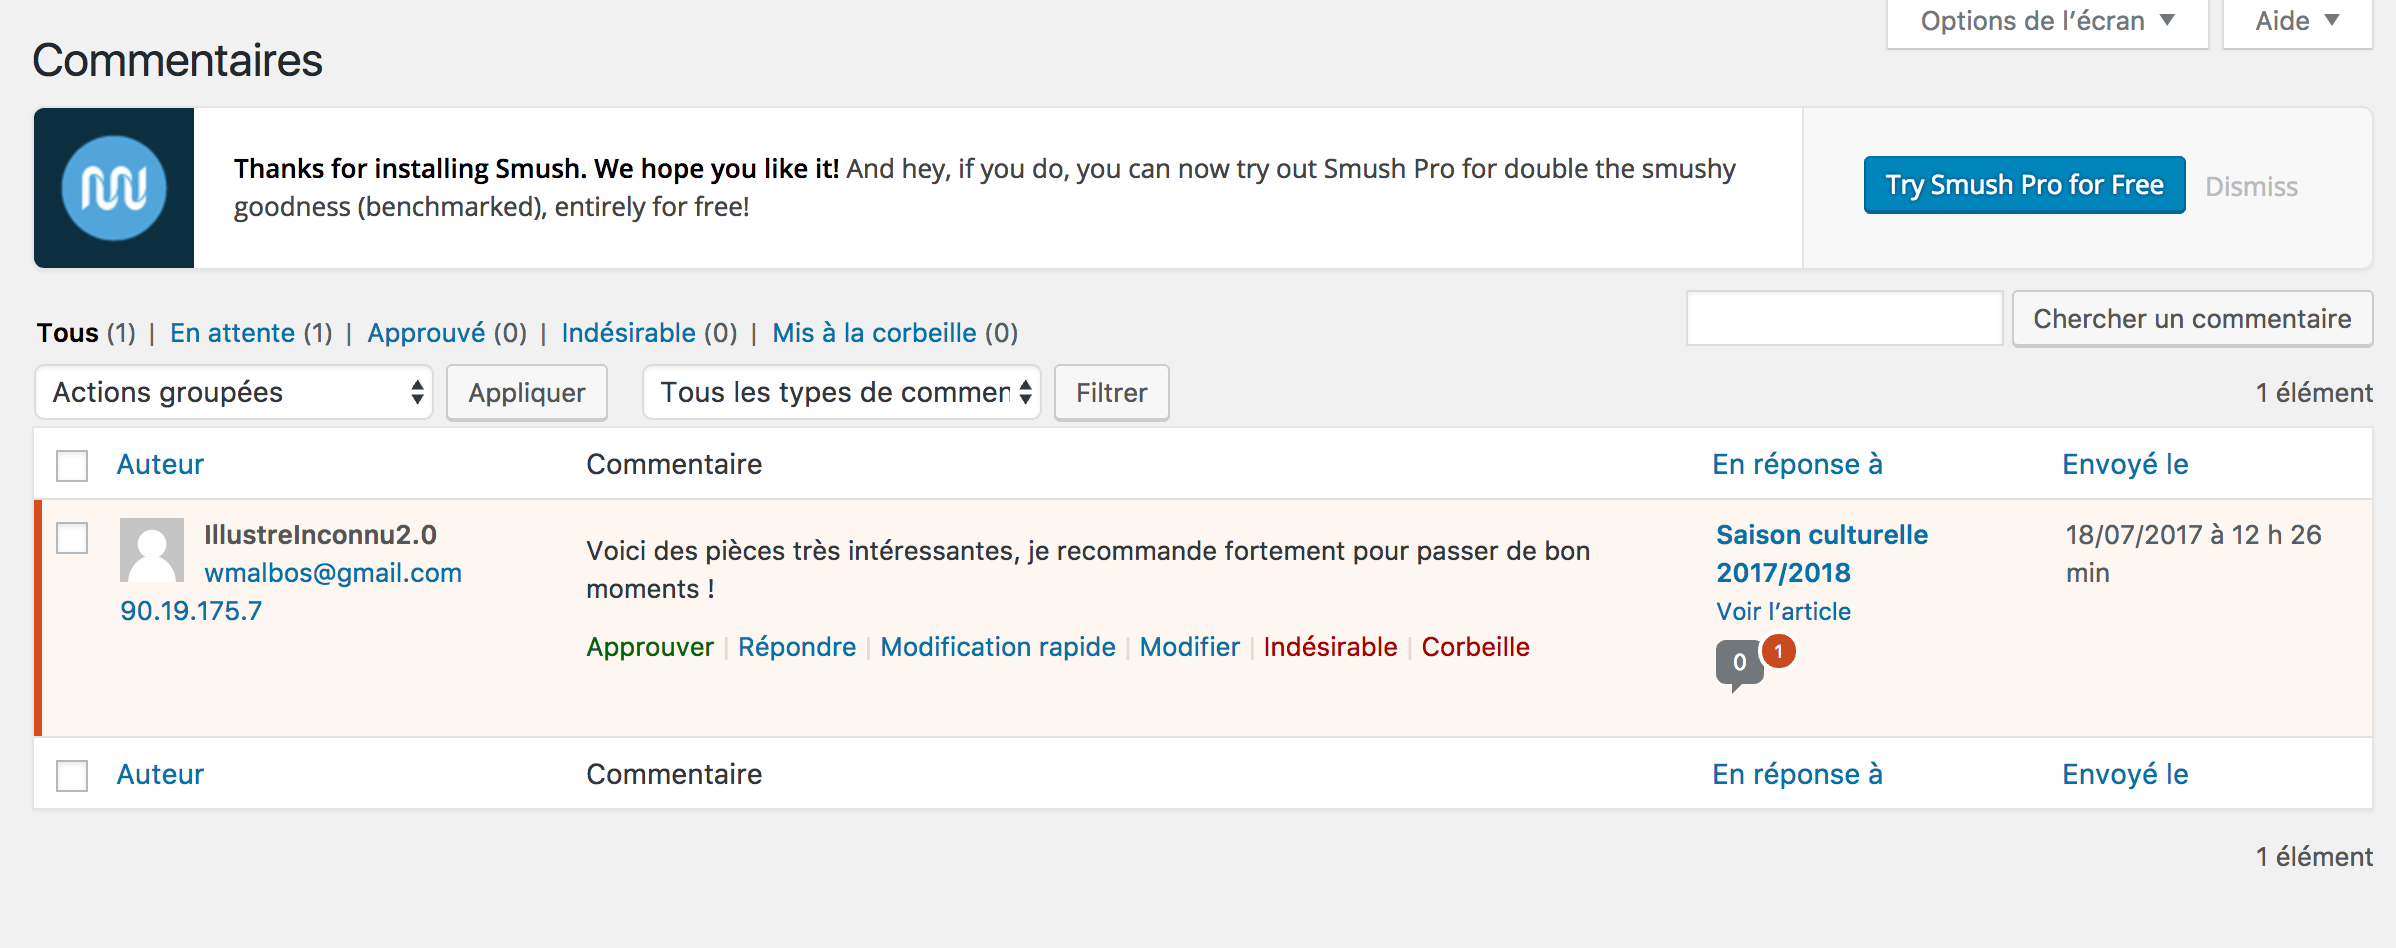 Options de l’écran
Aide
Commentaires
Thanks for installing Smush. We hope you like it! And hey, if you do, you can now try out Smush Pro for double the smushy
goodness (benchmarked), entirely for free!
Try Smush Pro for Free
Dismiss
Tous (1) | En attente (1) | Approuvé (0) | Indésirable (0) | Mis à la corbeille (0)
Chercher un commentaire
Actions groupées
Appliquer
Tous les types de commen
Filtrer
1 élément
Auteur
Commentaire
En réponse à
Envoyé le
IllustreInconnu2.0
wmalbos@gmail.com
90.19.175.7
Voici des pièces très intéressantes, je recommande fortement pour passer de bon
moments !
Approuver | Répondre | Modification rapide | Modifier | Indésirable | Corbeille
Saison culturelle
2017/2018
Voir l’article
0
1
18/07/2017 à 12 h 26
min
Auteur
Commentaire
En réponse à
Envoyé le
1 élément